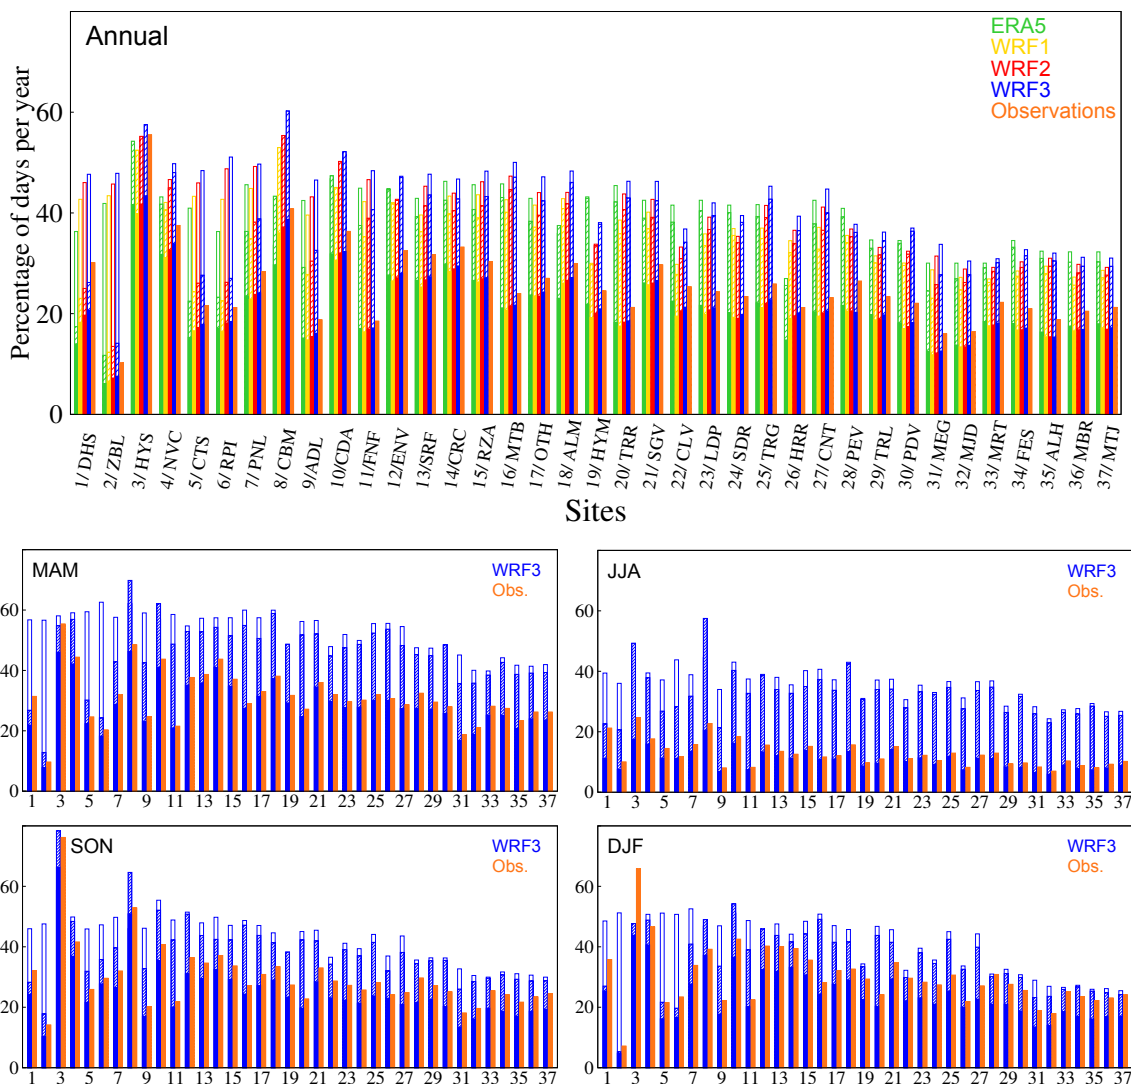 Annual
ERA5
WRF1
WRF2
WRF3
Observations
Percentage of days per year
60
40
20
0
1/ DHS 2/ ZBL 3/ HYS 4/ NVC 5/ CTS 6/ RPI 7/ PNL 8/ CBM 9/ADL 10/CDA 11/FNF 12/ENV 13/SRF 14/CRC 15/ RZA 16/ MTB 17/ OTH 18/ ALM 19/ HYM 20/ TRR 21/ SGV 22/ CLV 23/ LDP 24/ SDR 25/ TRG 26/ HRR 27/ CNT 28/ PEV 29/ TRL 30/ PDV 31/ MEG 32/ MJD 33/ MRT 34/ FES 35/ ALH 36/ MBR 37/ MTJ
Sites
MAM
WRF3
Obs.
60
40
20
0
1 3 5 7 9 11 13 15 17 19 21 23 25 27 29 31 33 35 37
JJA
WRF3
Obs.
60
40
20
0
1 3 5 7 9 11 13 15 17 19 21 23 25 27 29 31 33 35 37
SON
WRF3
Obs.
60
40
20
0
1 3 5 7 9 11 13 15 17 19 21 23 25 27 29 31 33 35 37
DJF
WRF3
Obs.
60
40
20
0
1 3 5 7 9 11 13 15 17 19 21 23 25 27 29 31 33 35 37